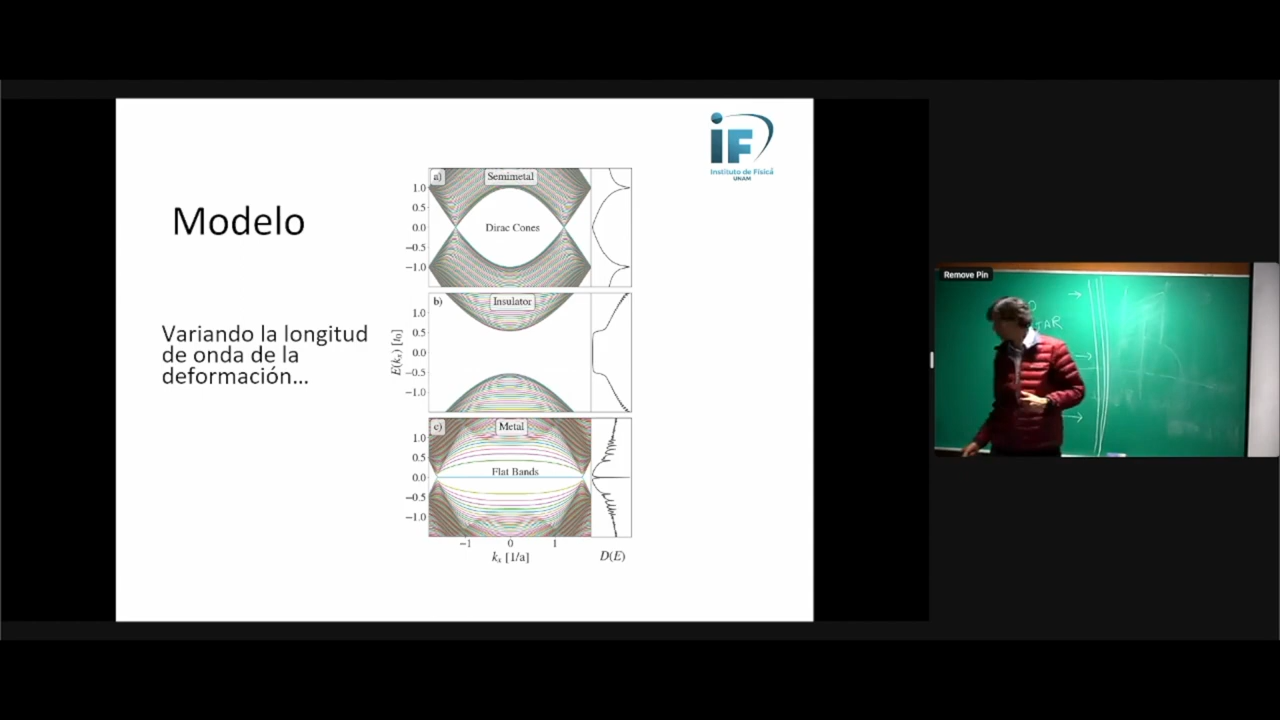 Modelo
Variando la longitud
de onda de la
deformación...
iF
Instituto de Física
UNAM
a)
Semimetal
Dirac Cones
1.0
0.5
0.0
−0.5
−1.0
b)
Insulator
1.0
0.5
0.0
−0.5
−1.0
E(kₓ) [t₀]
c)
Metal
Flat Bands
1.0
0.5
0.0
−0.5
−1.0
−1 0 1
kₓ [1/a]
D(E)
Remove Pin